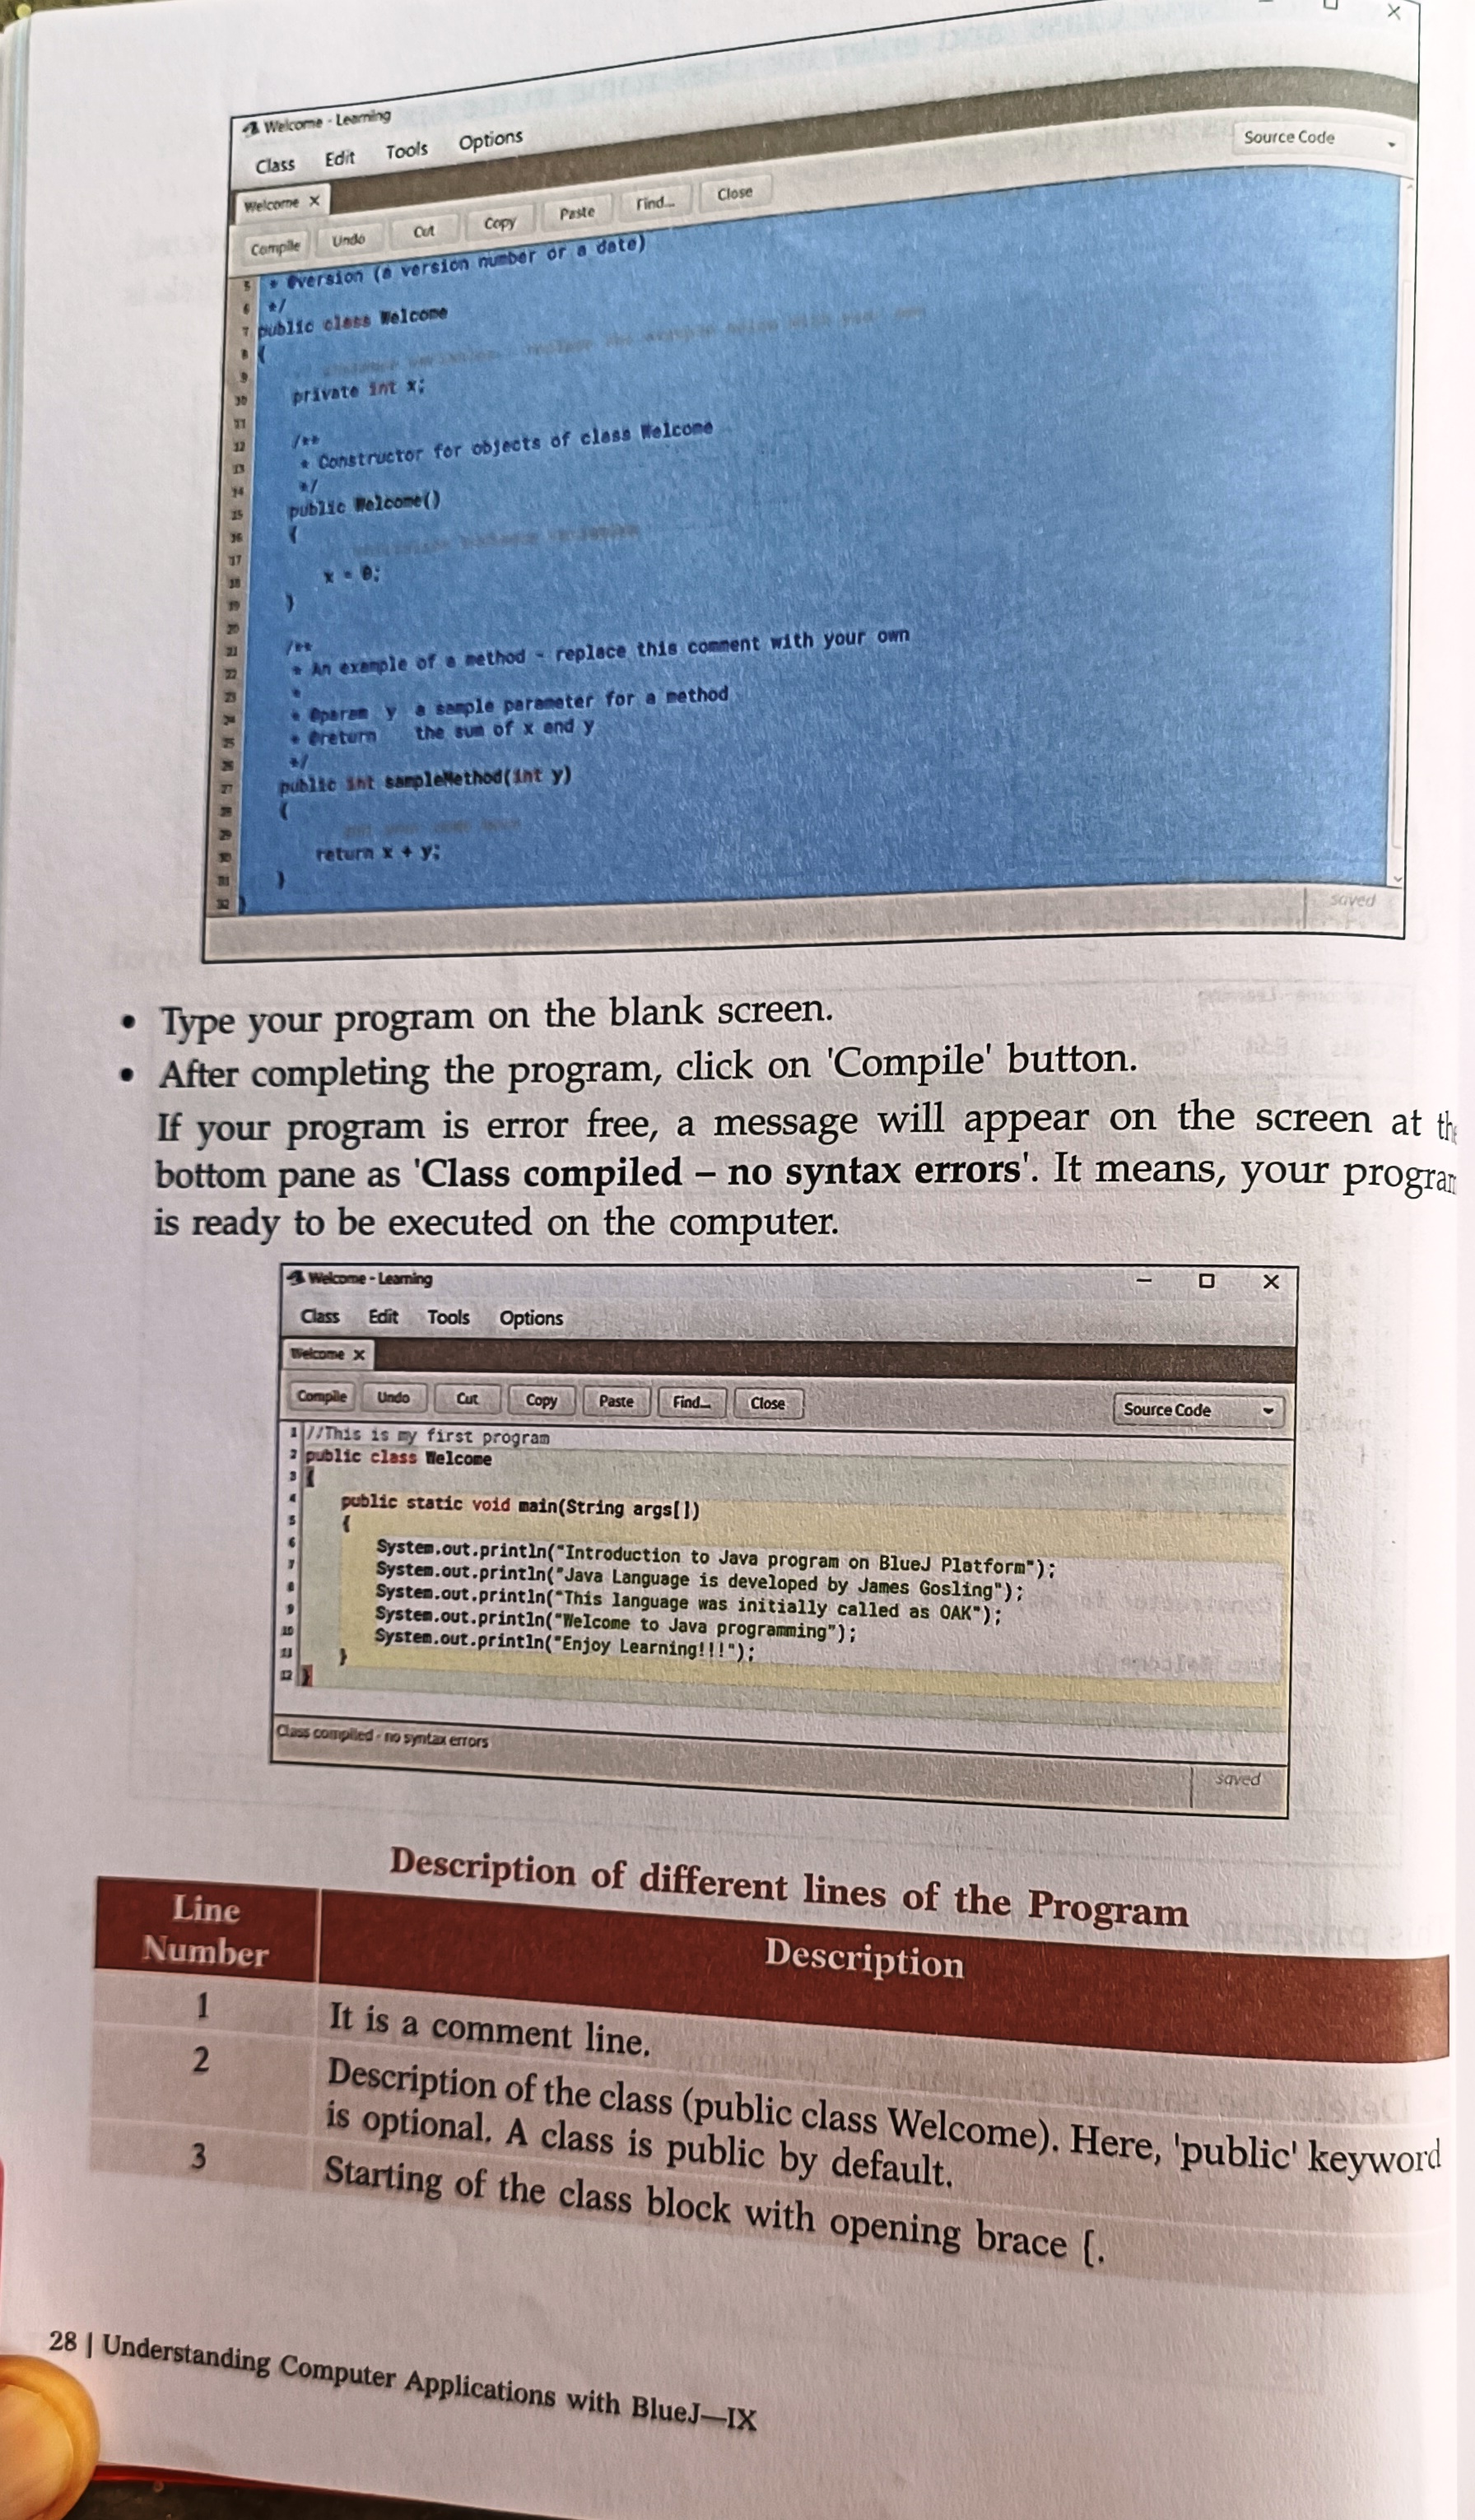 Welcome - Learning
Class Edit Tools Options
Welcome X
Compile Undo Cut Copy Paste Find... Close Source Code
5 * @version (a version number or a date)
6 */
7 public class Welcome
8 {
9
10 private int x;
11
12 /**
13 * Constructor for objects of class Welcome
14 */
15 public Welcome()
16 {
17
18 x = 0;
19 }
20
21 /**
22 * An example of a method - replace this comment with your own
23 *
24 * @param y a sample parameter for a method
25 * @return the sum of x and y
26 */
27 public int sampleMethod(int y)
28 {
29
30 return x + y;
31 }
32 }
saved
• Type your program on the blank screen.
• After completing the program, click on 'Compile' button.
If your program is error free, a message will appear on the screen at the
bottom pane as 'Class compiled – no syntax errors'. It means, your program
is ready to be executed on the computer.
Welcome - Learning
Class Edit Tools Options
Welcome X
Compile Undo Cut Copy Paste Find... Close Source Code
1 //This is my first program
2 public class Welcome
3 {
4 public static void main(String args[])
5 {
6 System.out.println("Introduction to Java program on BlueJ Platform");
7 System.out.println("Java Language is developed by James Gosling");
8 System.out.println("This language was initially called as OAK");
9 System.out.println("Welcome to Java programming");
10 System.out.println("Enjoy Learning!!!");
11 }
12 }
Class compiled - no syntax errors
saved
Description of different lines of the Program
Line Number Description
1 It is a comment line.
2 Description of the class (public class Welcome). Here, 'public' keyword
is optional. A class is public by default.
3 Starting of the class block with opening brace {.
28 | Understanding Computer Applications with BlueJ—IX